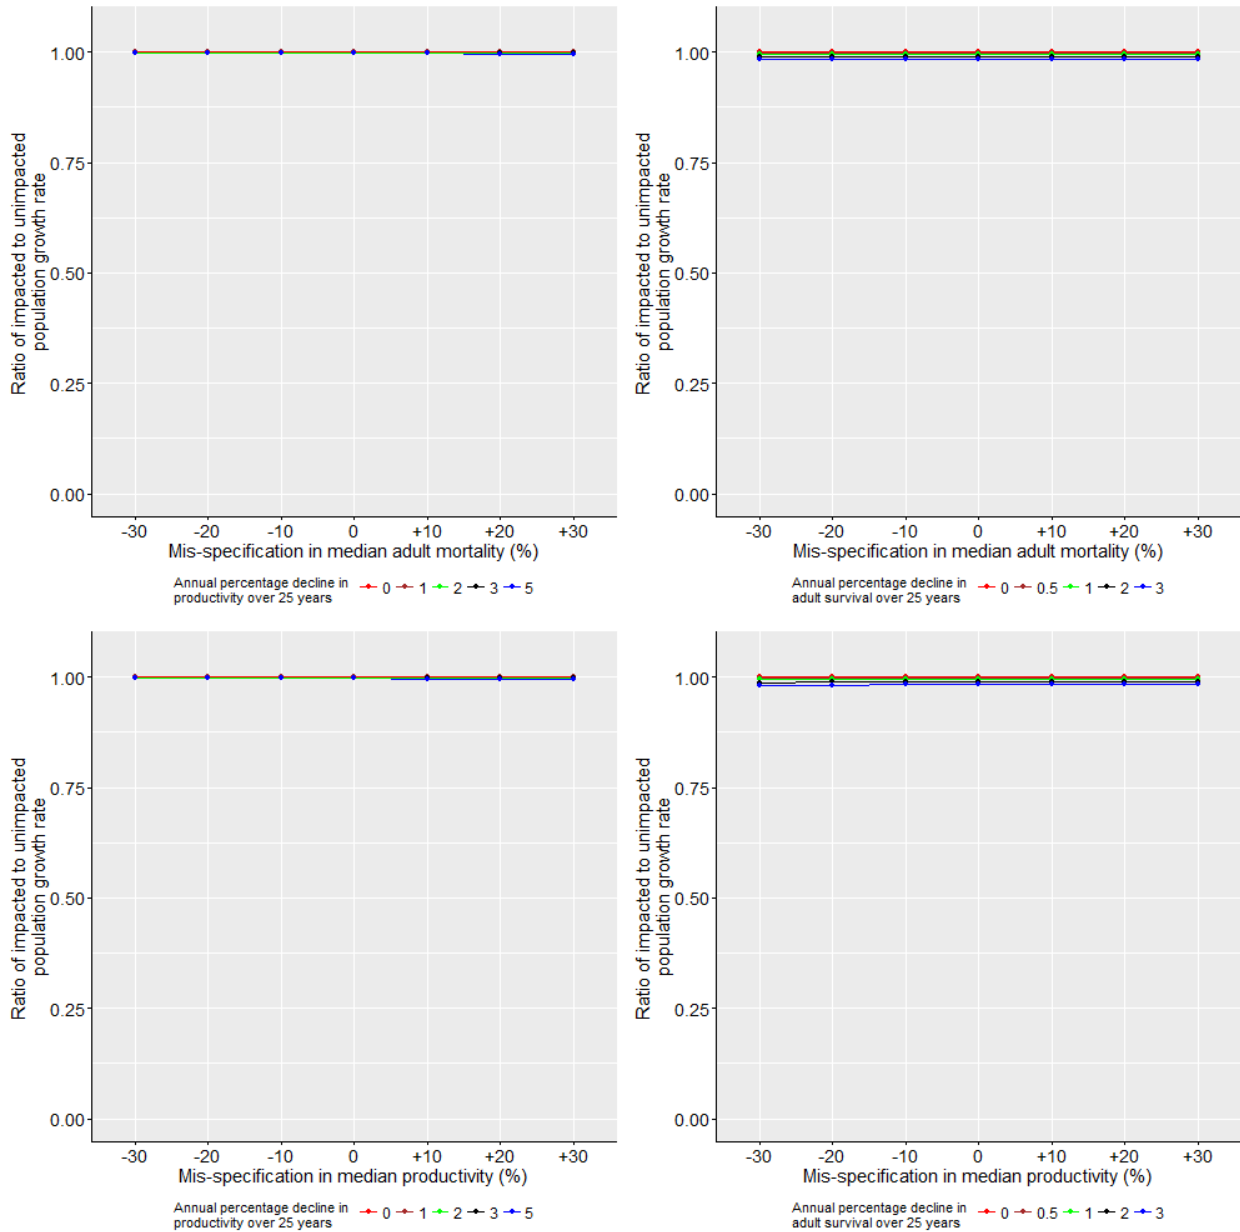 Ratio of impacted to unimpacted
population growth rate
1.00
0.75
0.50
0.25
0.00
-30 -20 -10 0 +10 +20 +30
Mis-specification in median adult mortality (%)
Annual percentage decline in
productivity over 25 years 0 1 2 3 5
Ratio of impacted to unimpacted
population growth rate
1.00
0.75
0.50
0.25
0.00
-30 -20 -10 0 +10 +20 +30
Mis-specification in median adult mortality (%)
Annual percentage decline in
adult survival over 25 years 0 0.5 1 2 3
Ratio of impacted to unimpacted
population growth rate
1.00
0.75
0.50
0.25
0.00
-30 -20 -10 0 +10 +20 +30
Mis-specification in median productivity (%)
Annual percentage decline in
productivity over 25 years 0 1 2 3 5
Ratio of impacted to unimpacted
population growth rate
1.00
0.75
0.50
0.25
0.00
-30 -20 -10 0 +10 +20 +30
Mis-specification in median productivity (%)
Annual percentage decline in
adult survival over 25 years 0 0.5 1 2 3